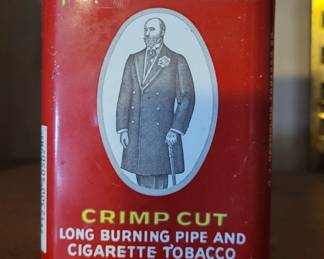 CRIMP CUT
LONG BURNING PIPE AND
CIGARETTE TOBACCO